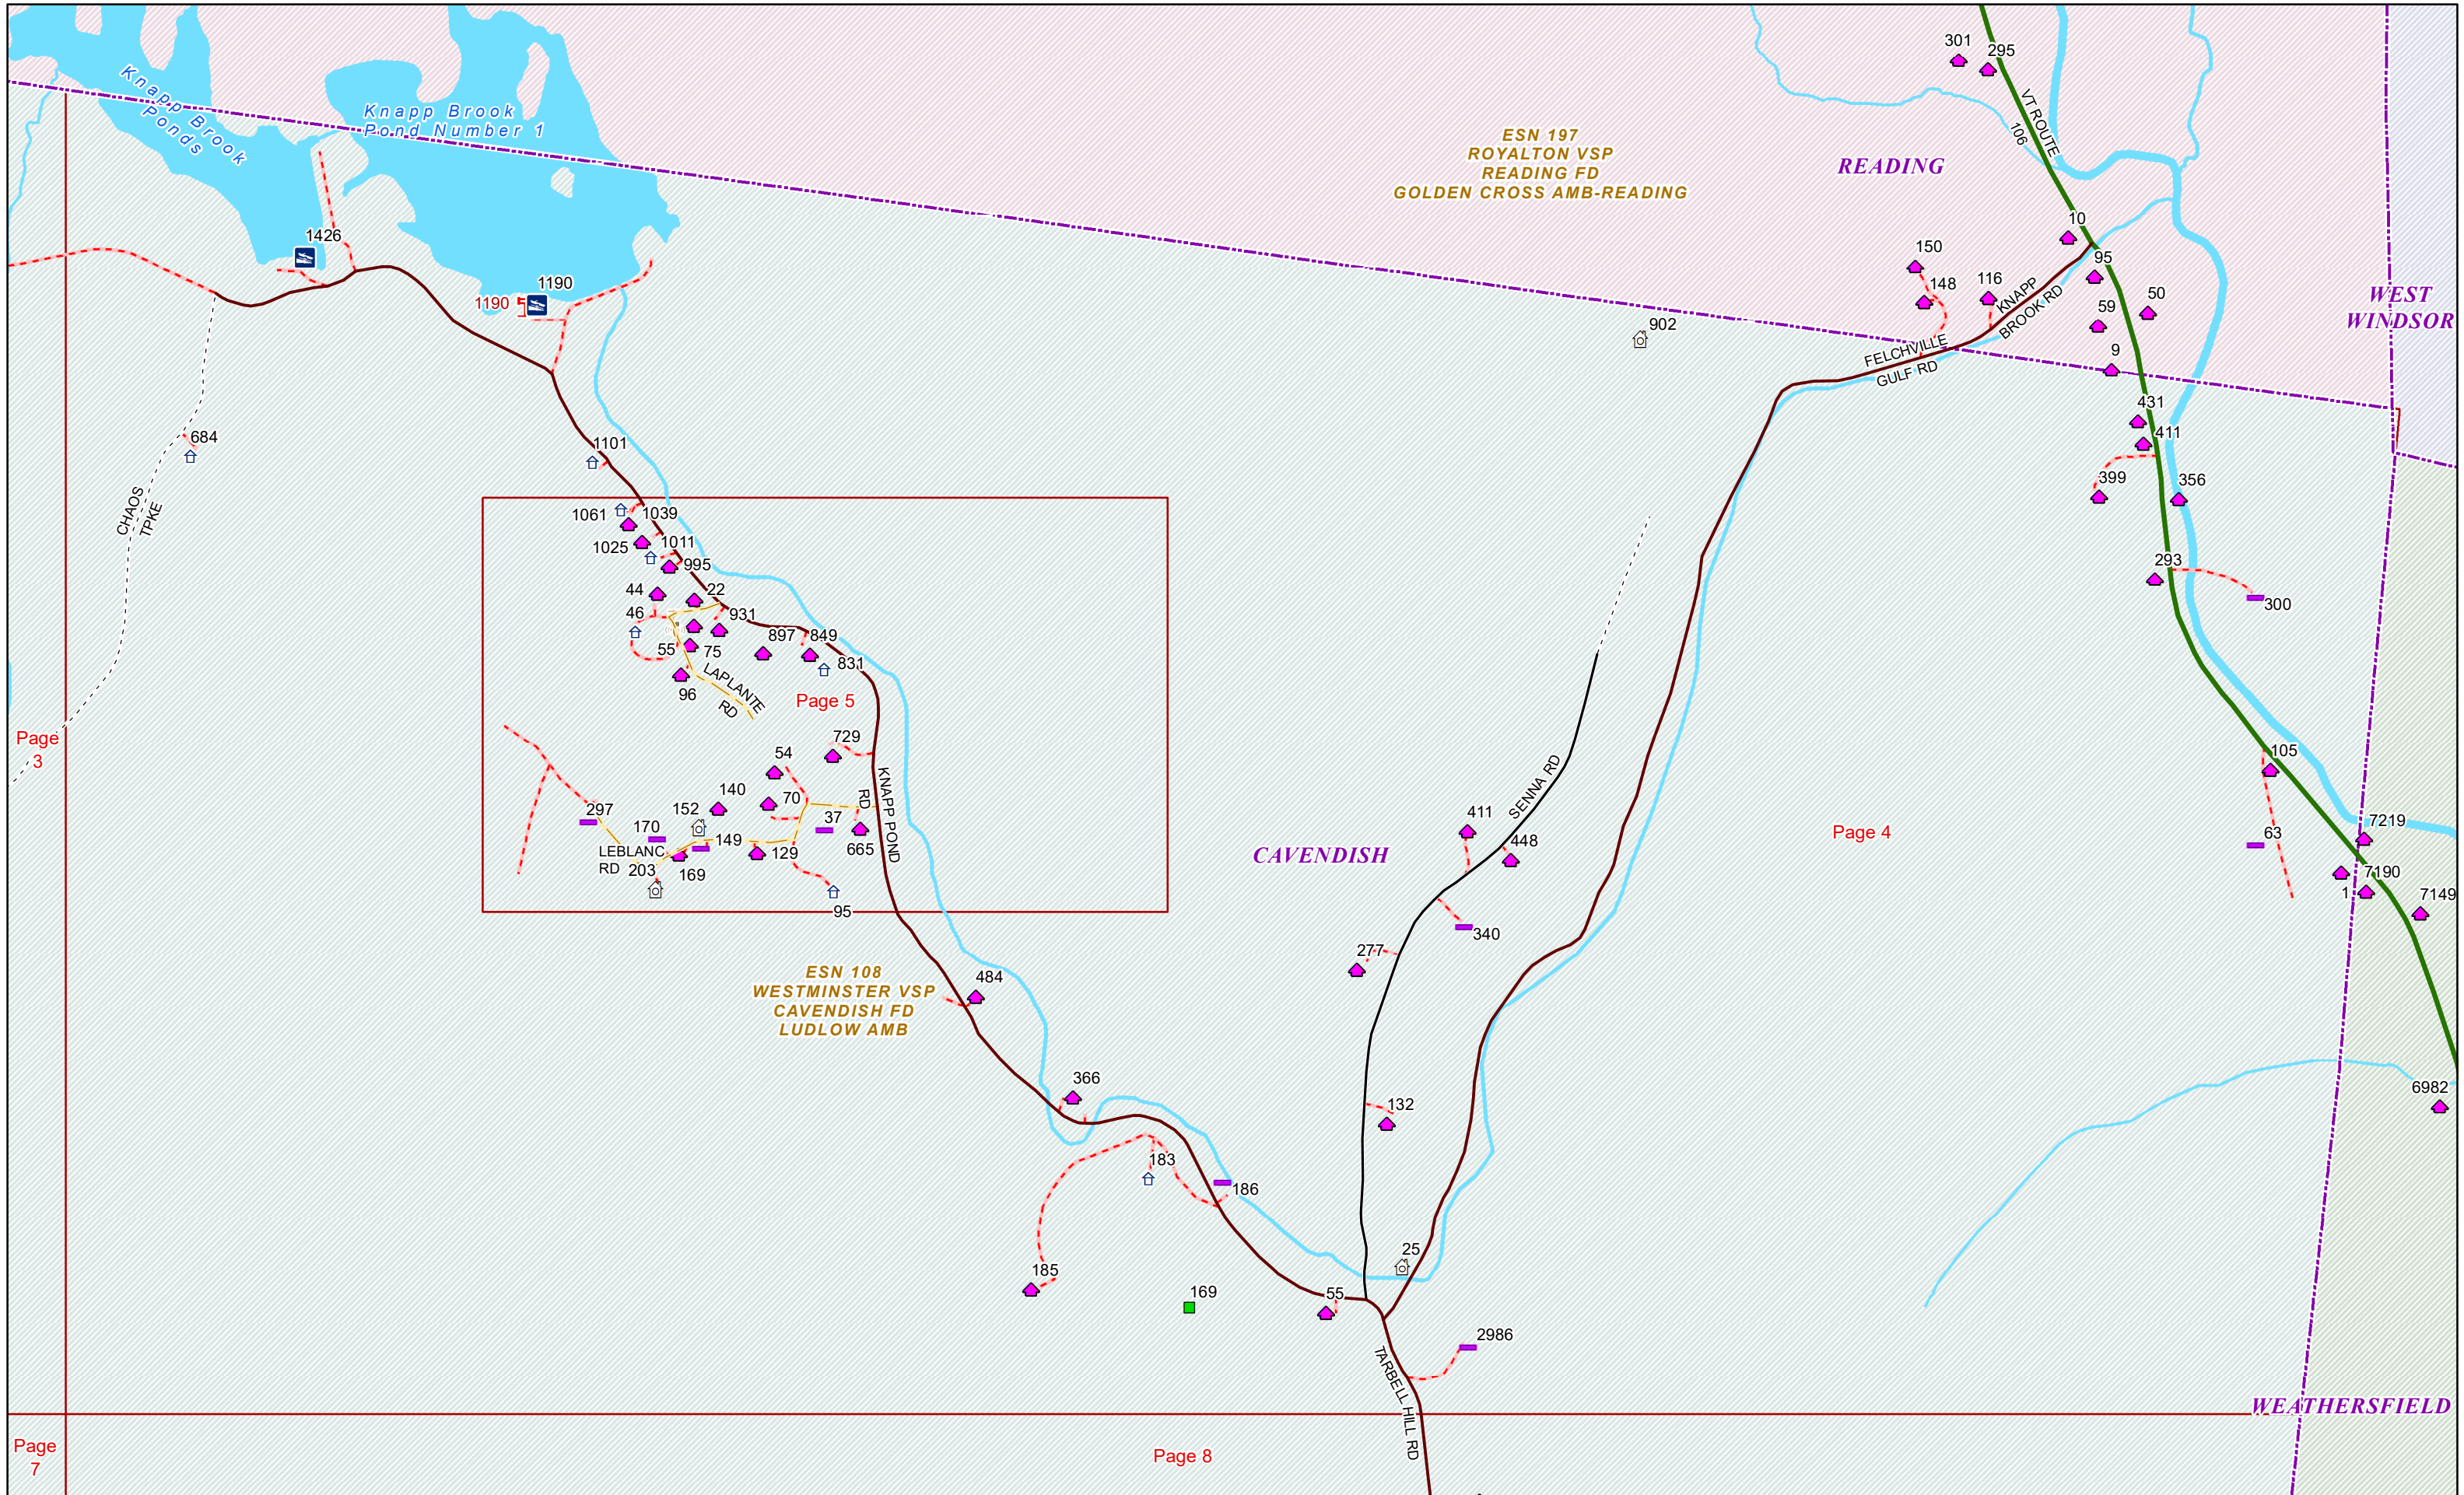 301
295
Knapp Brook
Ponds
Knapp Brook
Pond Number 1
VT ROUTE
106
ESN 197
ROYALTON VSP
READING FD
GOLDEN CROSS AMB-READING
READING
10
1426
150
95
148
116
1190
1190
KNAPP
BROOK RD
50
59
WEST
WINDSOR
902
FELCHVILLE
GULF RD
9
431
411
684
1101
399
356
CHAOS
TPKE
1061
1039
1025
1011
995
293
44
22
300
46
931
897
849
55
75
831
96
LAPLANTE
RD
Page 5
Page
3
729
54
105
KNAPP POND
RD
SENNA RD
140
70
297
152
37
411
170
7219
Page 4
63
149
448
LEBLANC
RD
129
665
CAVENDISH
203
169
7190
1
7149
95
340
277
ESN 108
WESTMINSTER VSP
CAVENDISH FD
LUDLOW AMB
484
366
6982
132
183
186
25
185
169
55
2986
TARBELL HILL RD
WEATHERSFIELD
Page
7
Page 8